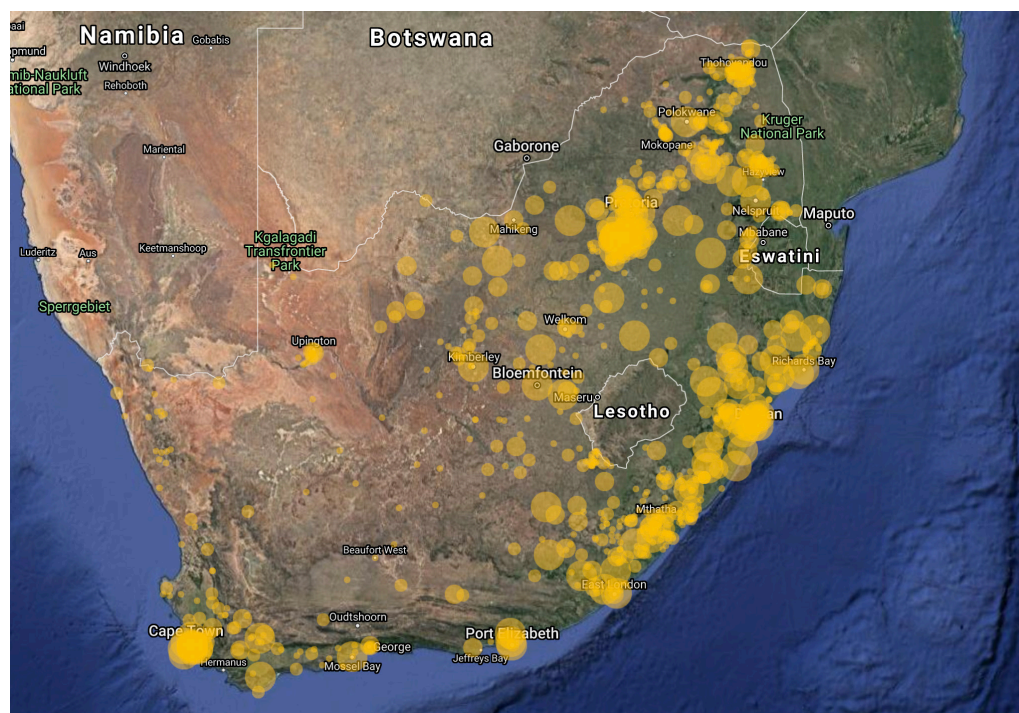 Namibia
Gobabis
Botswana
Windhoek
Rehoboth
Thohoyandou
Polokwane
Kruger
National Park
Mokopane
Gaborone
Mariental
Hazyview
Pretoria
Nelspruit
Maputo
Mahikeng
Mbabane
Eswatini
Kgalagadi
Transfrontier
Park
Keetmanshoop
Luderitz
Aus
Sperrgebiet
Welkom
Upington
Kimberley
Richards Bay
Bloemfontein
Maseru
Lesotho
Mthatha
Beaufort West
East London
Oudtshoorn
Cape Town
Port Elizabeth
George
Jeffreys Bay
Hermanus
Mossel Bay